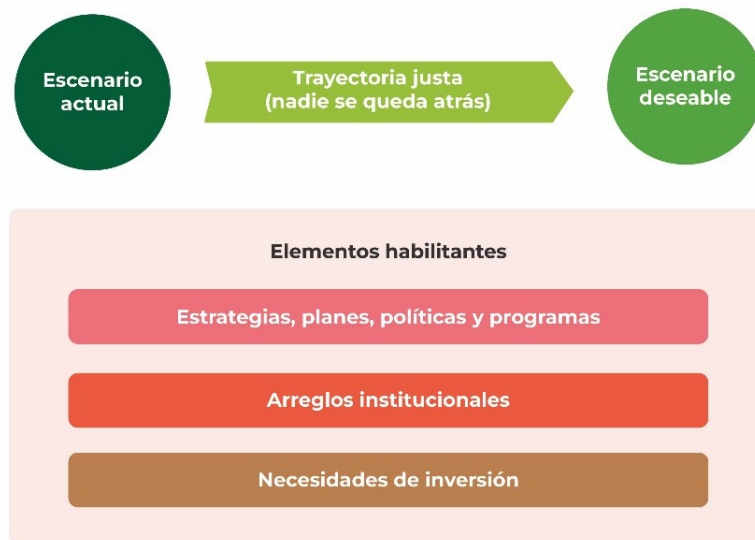 Escenario
actual
Trayectoria justa
(nadie se queda atrás)
Escenario
deseable
Elementos habilitantes
Estrategias, planes, políticas y programas
Arreglos institucionales
Necesidades de inversión